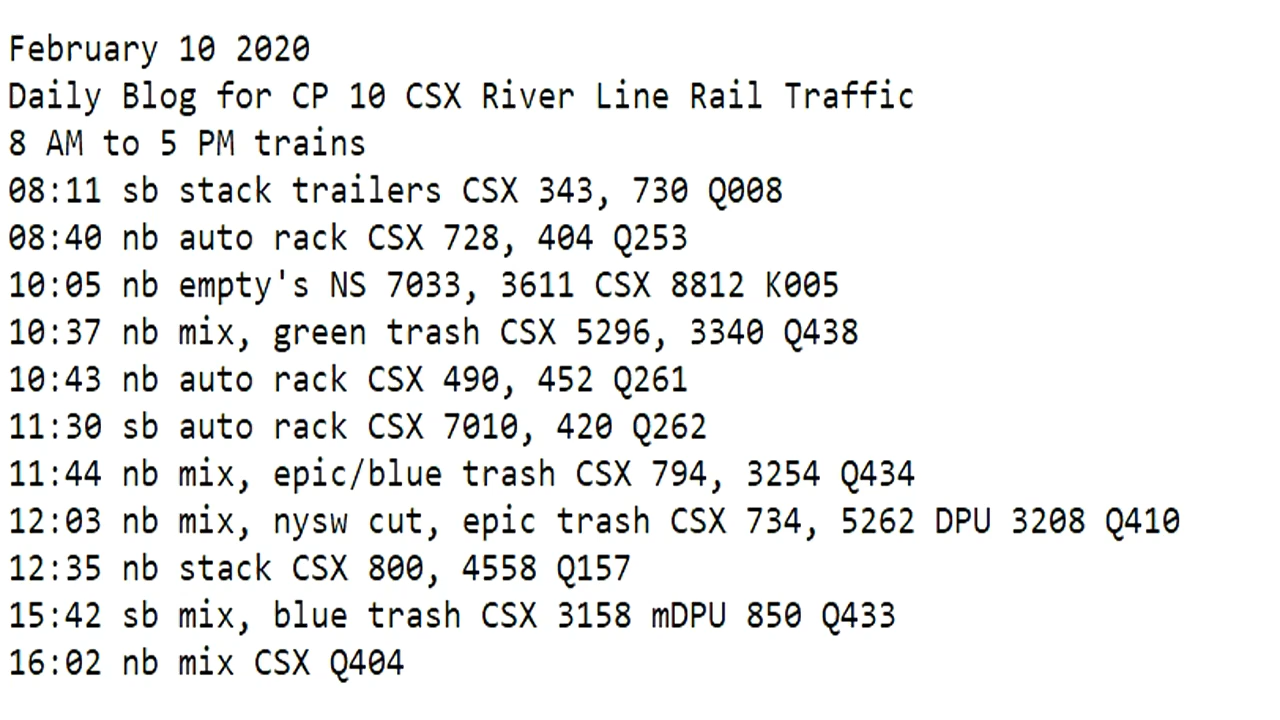 February 10 2020
Daily Blog for CP 10 CSX River Line Rail Traffic
8 AM to 5 PM trains
08:11 sb stack trailers CSX 343, 730 Q008
08:40 nb auto rack CSX 728, 404 Q253
10:05 nb empty's NS 7033, 3611 CSX 8812 K005
10:37 nb mix, green trash CSX 5296, 3340 Q438
10:43 nb auto rack CSX 490, 452 Q261
11:30 sb auto rack CSX 7010, 420 Q262
11:44 nb mix, epic/blue trash CSX 794, 3254 Q434
12:03 nb mix, nysw cut, epic trash CSX 734, 5262 DPU 3208 Q410
12:35 nb stack CSX 800, 4558 Q157
15:42 sb mix, blue trash CSX 3158 mDPU 850 Q433
16:02 nb mix CSX Q404